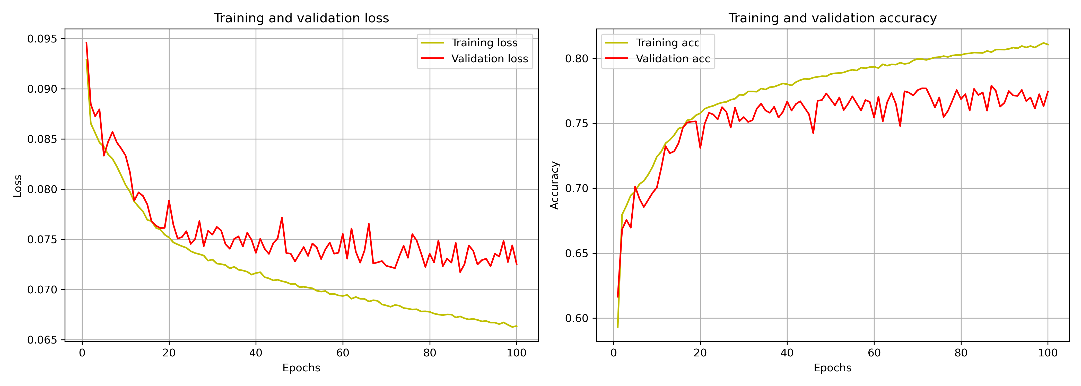 Training and validation loss
Training loss
Validation loss
0.095
0.090
0.085
0.080
0.075
0.070
0.065
Loss
0
20
40
60
80
100
Epochs
Training and validation accuracy
Training acc
Validation acc
0.80
0.75
0.70
0.65
0.60
Accuracy
0
20
40
60
80
100
Epochs